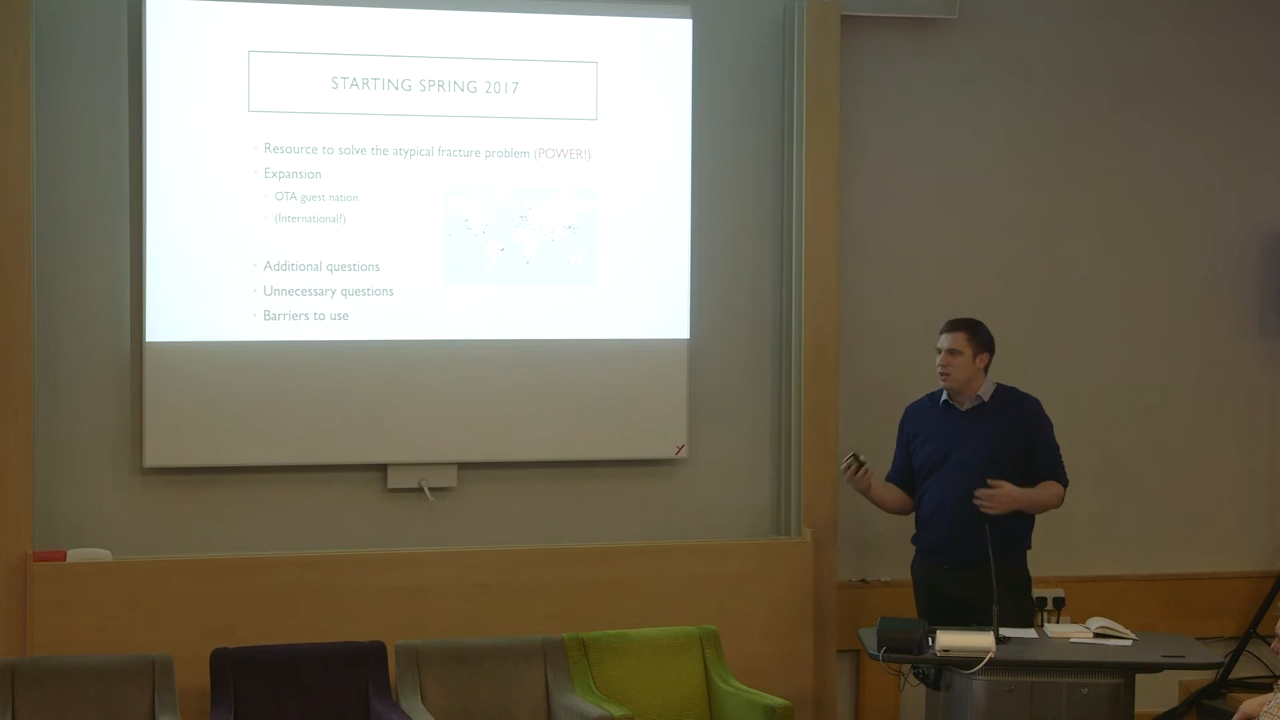 STARTING SPRING 2017
Resource to solve the atypical fracture problem (POWER!)
Expansion
OTA guest nation
(International?)
Additional questions
Unnecessary questions
Barriers to use